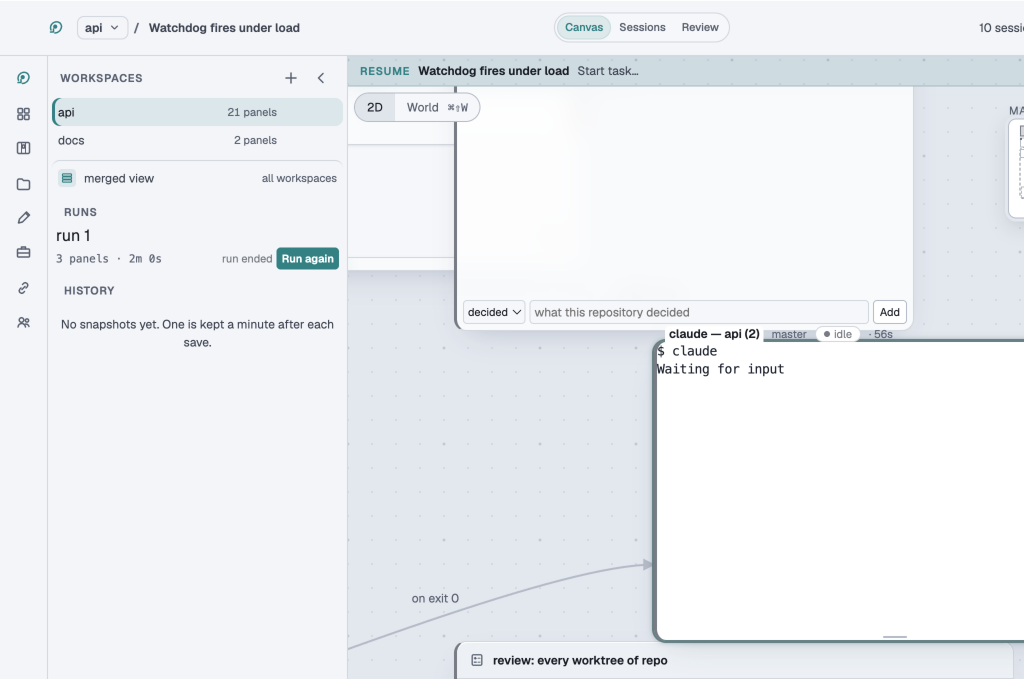 api / Watchdog fires under load
Canvas Sessions Review
10 sessi
WORKSPACES
api 21 panels
docs 2 panels
merged view all workspaces
RUNS
run 1
3 panels · 2m 0s run ended Run again
HISTORY
No snapshots yet. One is kept a minute after each
save.
RESUME Watchdog fires under load Start task…
2D World ⌘⇧W
MA
decided what this repository decided Add
claude — api (2) master idle · 56s
$ claude
Waiting for input
on exit 0
review: every worktree of repo